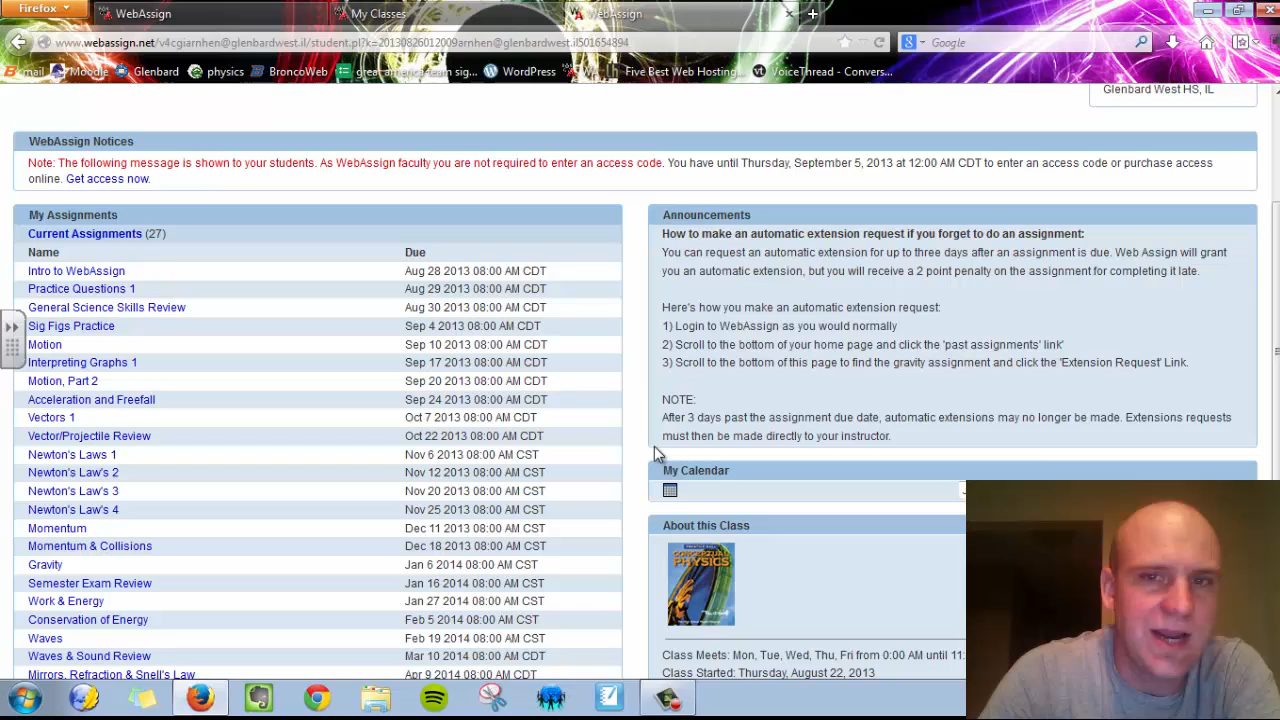 Firefox
WebAssign
My Classes
WebAssign
www.webassign.net/v4cgiarnhen@glenbardwest.il/student.pl?k=20130826012009arnhen@glenbardwest.il501654894
Google
mail Moodle Glenbard physics BroncoWeb great america-team sig... WordPress Five Best Web Hosting... VoiceThread - Convers...
Glenbard West HS, IL
WebAssign Notices
Note: The following message is shown to your students. As WebAssign faculty you are not required to enter an access code. You have until Thursday, September 5, 2013 at 12:00 AM CDT to enter an access code or purchase access
online. Get access now.
My Assignments
Current Assignments (27)
Name Due
Intro to WebAssign Aug 28 2013 08:00 AM CDT
Practice Questions 1 Aug 29 2013 08:00 AM CDT
General Science Skills Review Aug 30 2013 08:00 AM CDT
Sig Figs Practice Sep 4 2013 08:00 AM CDT
Motion Sep 10 2013 08:00 AM CDT
Interpreting Graphs 1 Sep 17 2013 08:00 AM CDT
Motion, Part 2 Sep 20 2013 08:00 AM CDT
Acceleration and Freefall Sep 24 2013 08:00 AM CDT
Vectors 1 Oct 7 2013 08:00 AM CDT
Vector/Projectile Review Oct 22 2013 08:00 AM CDT
Newton's Laws 1 Nov 6 2013 08:00 AM CST
Newton's Law's 2 Nov 12 2013 08:00 AM CST
Newton's Law's 3 Nov 20 2013 08:00 AM CST
Newton's Law's 4 Nov 25 2013 08:00 AM CST
Momentum Dec 11 2013 08:00 AM CST
Momentum & Collisions Dec 18 2013 08:00 AM CST
Gravity Jan 6 2014 08:00 AM CST
Semester Exam Review Jan 16 2014 08:00 AM CST
Work & Energy Jan 27 2014 08:00 AM CST
Conservation of Energy Feb 5 2014 08:00 AM CST
Waves Feb 19 2014 08:00 AM CST
Waves & Sound Review Mar 10 2014 08:00 AM CDT
Mirrors, Refraction & Snell's Law Apr 9 2014 08:00 AM CDT
Announcements
How to make an automatic extension request if you forget to do an assignment:
You can request an automatic extension for up to three days after an assignment is due. Web Assign will grant
you an automatic extension, but you will receive a 2 point penalty on the assignment for completing it late.
Here's how you make an automatic extension request:
1) Login to WebAssign as you would normally
2) Scroll to the bottom of your home page and click the 'past assignments' link'
3) Scroll to the bottom of this page to find the gravity assignment and click the 'Extension Request' Link.
NOTE:
After 3 days past the assignment due date, automatic extensions may no longer be made. Extensions requests
must then be made directly to your instructor.
My Calendar
About this Class
CONCEPTUAL
PHYSICS
Class Meets: Mon, Tue, Wed, Thu, Fri from 0:00 AM until 11:
Class Started: Thursday, August 22, 2013